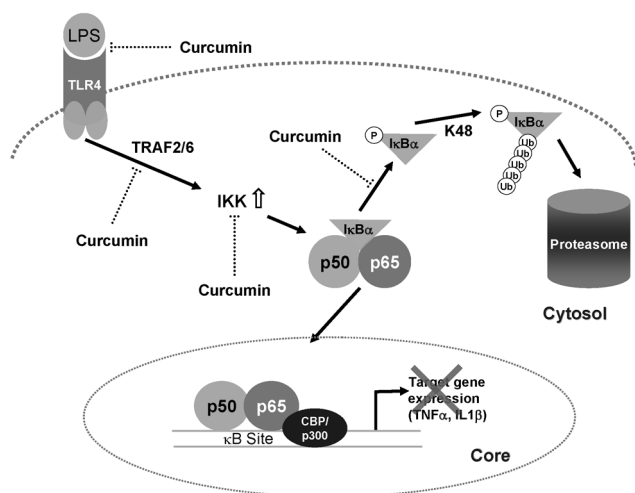 LPS
Curcumin
TLR4
TRAF2/6
Curcumin
P
IκBα
K48
P
IκBα
Ub
Ub
Ub
Ub
Ub
Curcumin
IKK
Curcumin
IκBα
p50
p65
Proteasome
Cytosol
p50
p65
CBP/
p300
κB Site
Target gene
expression
(TNFα, IL1β)
Core